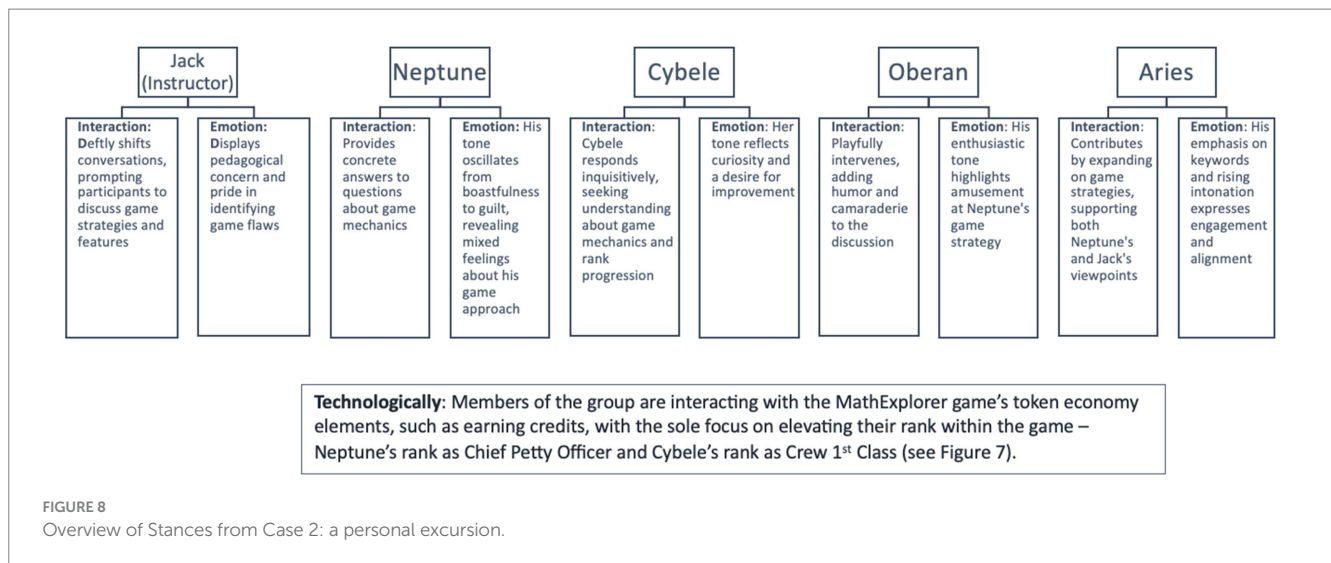 Jack
(Instructor)
Neptune
Cybele
Oberan
Aries
Interaction:
Deftly shifts
conversations,
prompting
participants to
discuss game
strategies and
features
Emotion:
Displays
pedagogical
concern and
pride in
identifying
game flaws
Interaction:
Provides
concrete
answers to
questions
about game
mechanics
Emotion: His
tone
oscillates
from
boastfulness
to guilt,
revealing
mixed
feelings
about his
game
approach
Interaction:
Cybele
responds
inquisitively,
seeking
understanding
about game
mechanics and
rank
progression
Emotion: Her
tone reflects
curiosity and
a desire for
improvement
Interaction:
Playfully
intervenes,
adding
humor and
camaraderie
to the
discussion
Emotion: His
enthusiastic
tone
highlights
amusement
at Neptune's
game
strategy
Interaction:
Contributes
by expanding
on game
strategies,
supporting
both
Neptune's
and Jack's
viewpoints
Emotion: His
emphasis on
keywords
and rising
intonation
expresses
engagement
and
alignment
Technologically: Members of the group are interacting with the MathExplorer game's token economy
elements, such as earning credits, with the sole focus on elevating their rank within the game –
Neptune's rank as Chief Petty Officer and Cybele's rank as Crew 1st Class (see Figure 7).
FIGURE 8
Overview of Stances from Case 2: a personal excursion.